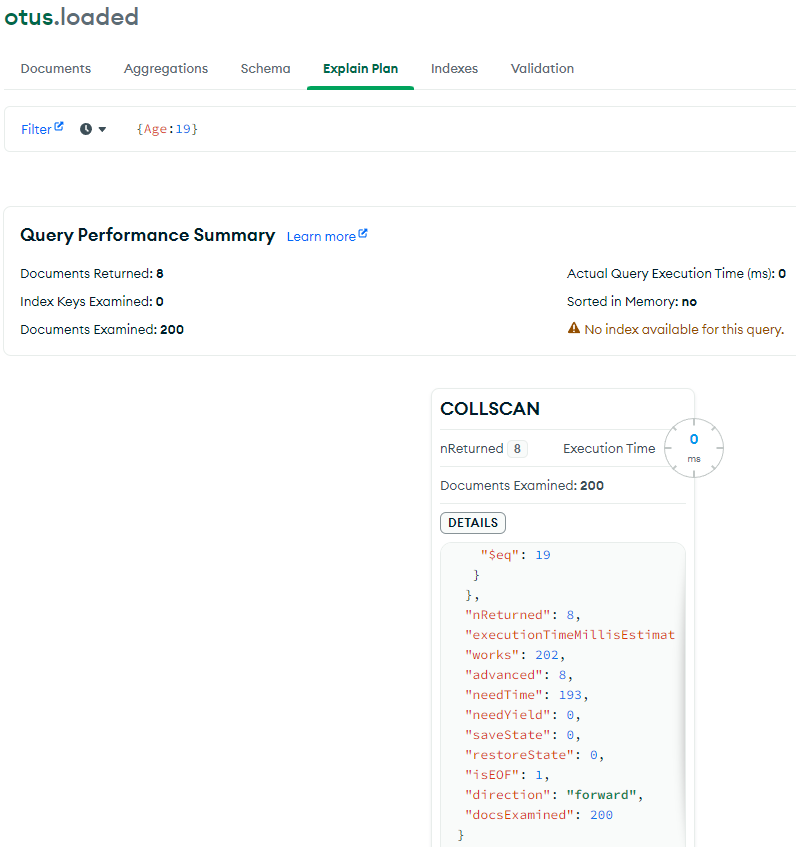 otus.loaded
Documents Aggregations Schema Explain Plan Indexes Validation
Filter {Age:19}
Query Performance Summary Learn more
Documents Returned: 8 Actual Query Execution Time (ms): 0
Index Keys Examined: 0 Sorted in Memory: no
Documents Examined: 200 No index available for this query.
COLLSCAN
nReturned 8 Execution Time 0 ms
Documents Examined: 200
DETAILS
"$eq": 19
}
},
"nReturned": 8,
"executionTimeMillisEstimat
"works": 202,
"advanced": 8,
"needTime": 193,
"needYield": 0,
"saveState": 0,
"restoreState": 0,
"isEOF": 1,
"direction": "forward",
"docsExamined": 200
}